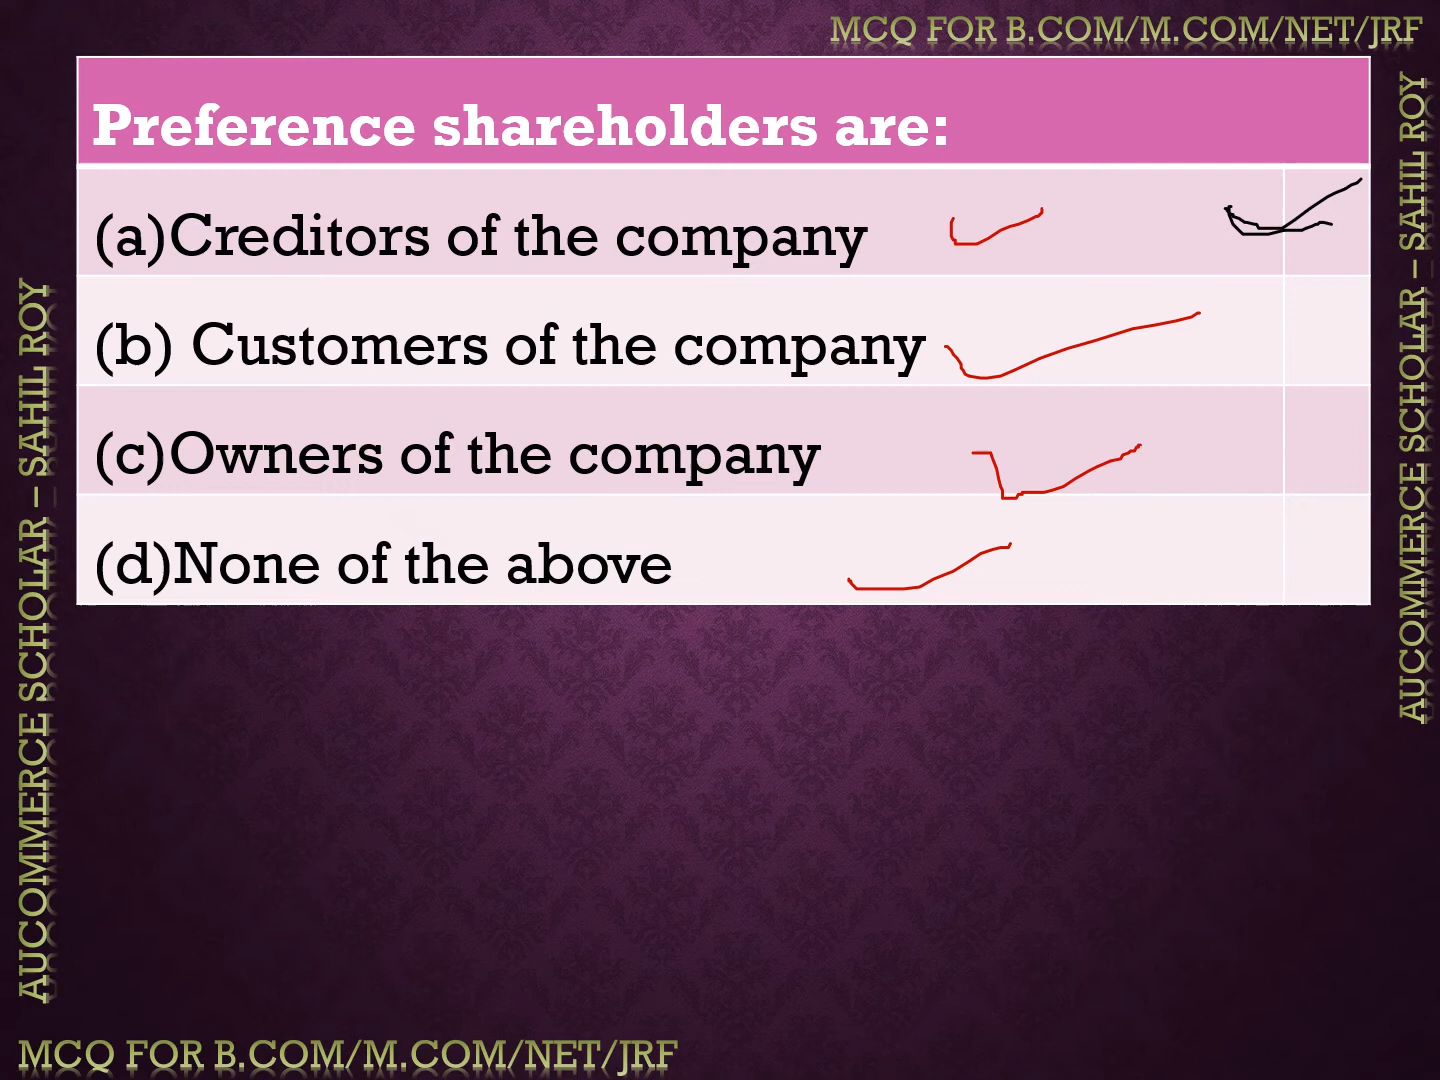 MCQ FOR B.COM/M.COM/NET/JRF
Preference shareholders are:
(a)Creditors of the company
(b) Customers of the company
(c)Owners of the company
(d)None of the above
AUCOMMERCE SCHOLAR – SAHIL ROY
AUCOMMERCE SCHOLAR – SAHIL ROY
MCQ FOR B.COM/M.COM/NET/JRF